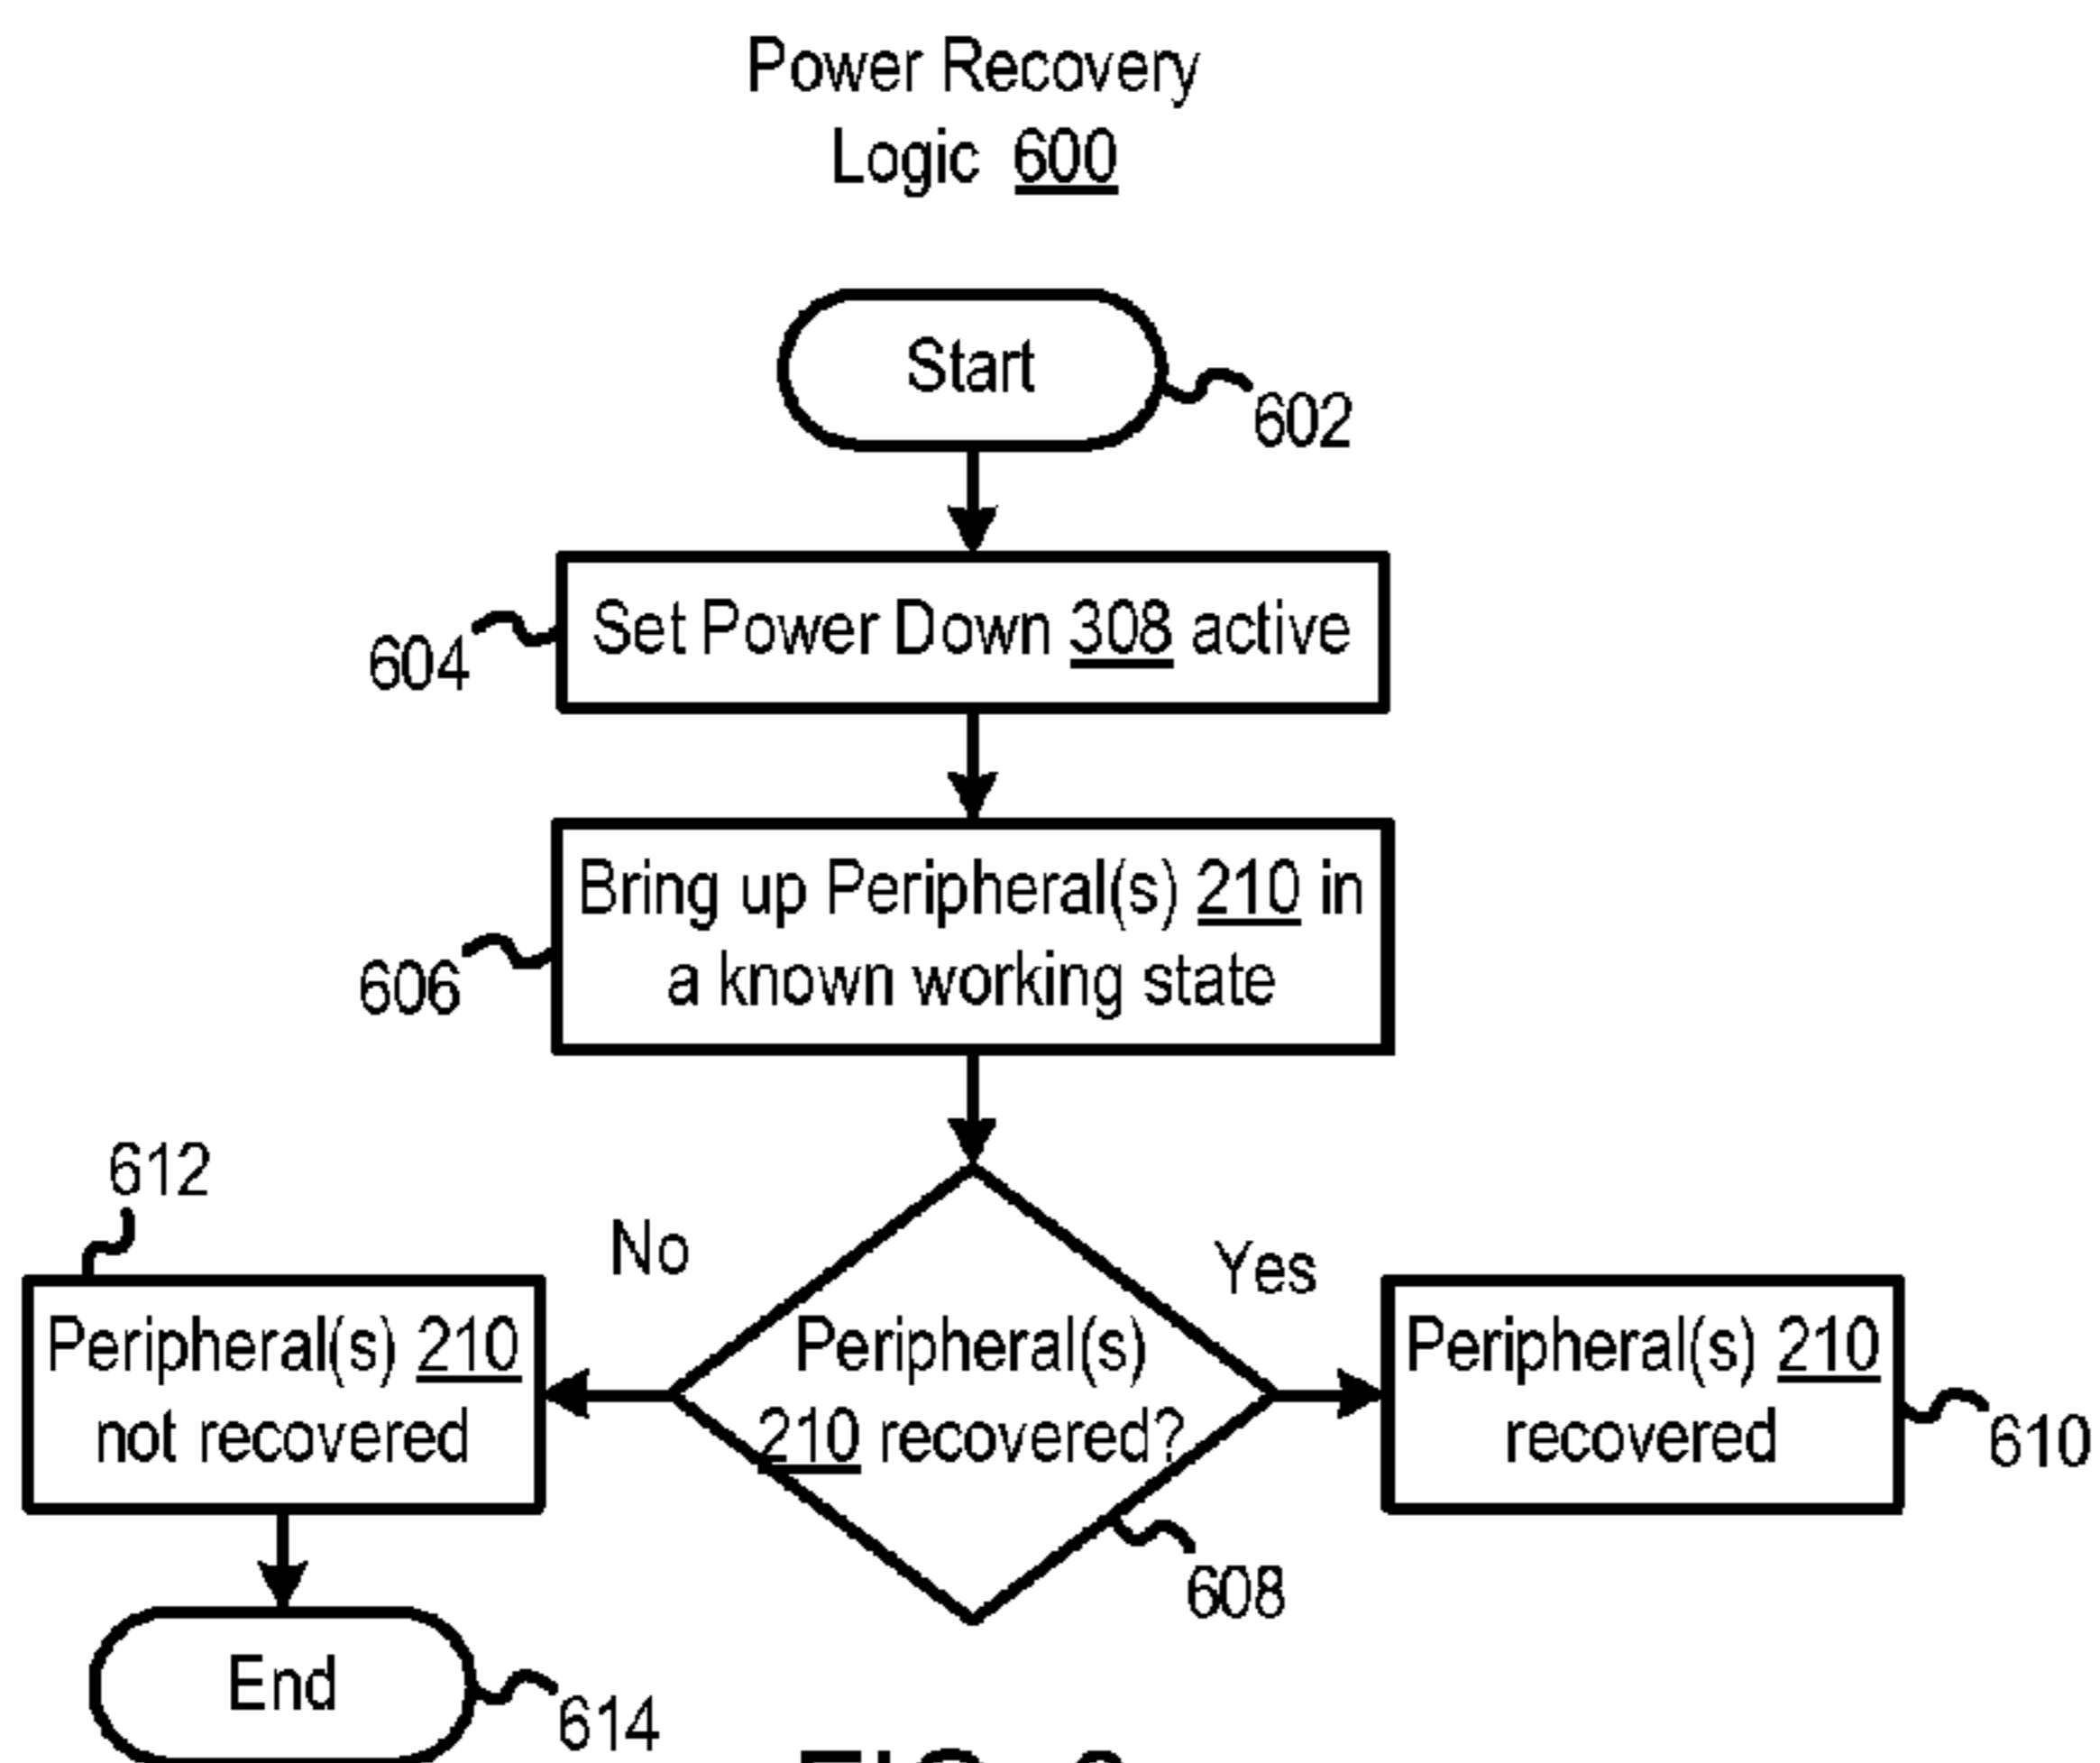 Power Recovery
Logic 600
Start
602
Set Power Down 308 active
604
Bring up Peripheral(s) 210 in
a known working state
606
612
No
Yes
Peripheral(s) 210
not recovered
Peripheral(s)
210 recovered?
Peripheral(s) 210
recovered
610
608
End
614